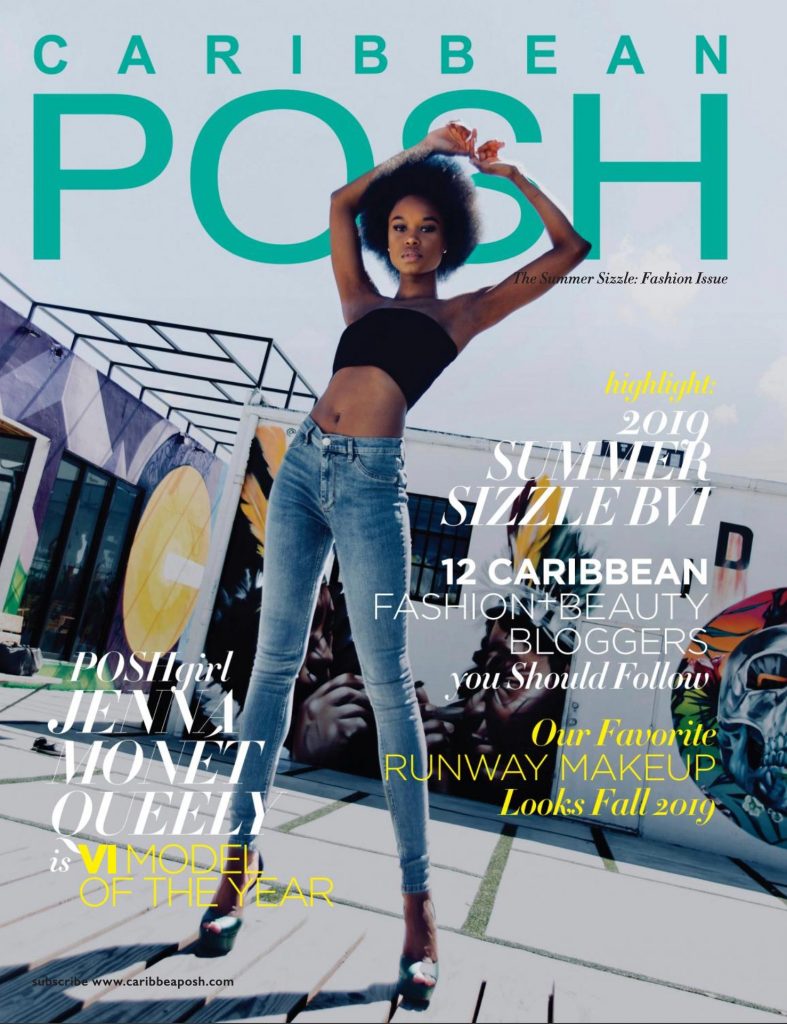 CARIBBEAN
POSH
The Summer Sizzle: Fashion Issue
highlight:
2019
SUMMER
SIZZLE BVI
12 CARIBBEAN
FASHION+BEAUTY
BLOGGERS
you Should Follow
Our Favorite
RUNWAY MAKEUP
Looks Fall 2019
POSHgirl
JENNA
MONÉT
QUEELY
is VI MODEL
OF THE YEAR
subscribe www.caribbeaposh.com
D